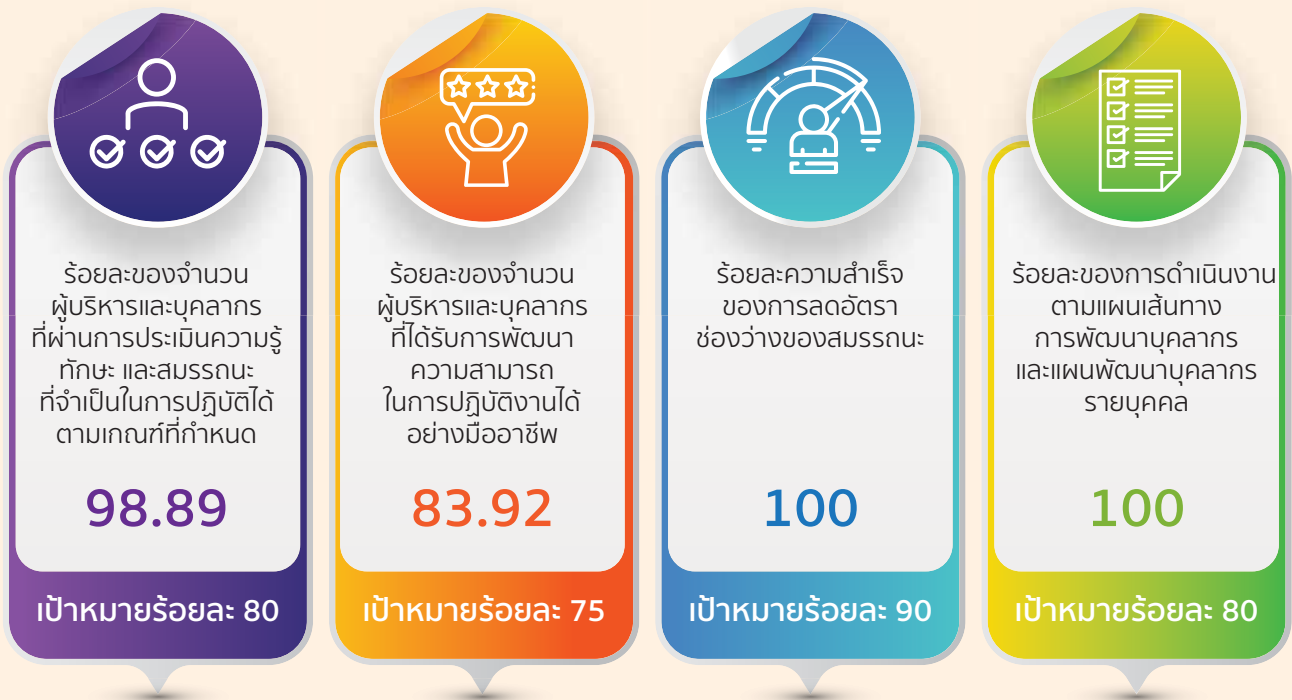 ร้อยละของจำนวน
ผู้บริหารและบุคลากร
ที่ผ่านการประเมินความรู้
ทักษะ และสมรรถนะ
ที่จำเป็นในการปฏิบัติได้
ตามเกณฑ์ที่กำหนด
98.89
เป้าหมายร้อยละ 80
ร้อยละของจำนวน
ผู้บริหารและบุคลากร
ที่ได้รับการพัฒนา
ความสามารถ
ในการปฏิบัติงานได้
อย่างมืออาชีพ
83.92
เป้าหมายร้อยละ 75
ร้อยละความสำเร็จ
ของการลดอัตรา
ช่องว่างของสมรรถนะ
100
เป้าหมายร้อยละ 90
ร้อยละของการดำเนินงาน
ตามแผนเส้นทาง
การพัฒนาบุคลากร
และแผนพัฒนาบุคลากร
รายบุคคล
100
เป้าหมายร้อยละ 80